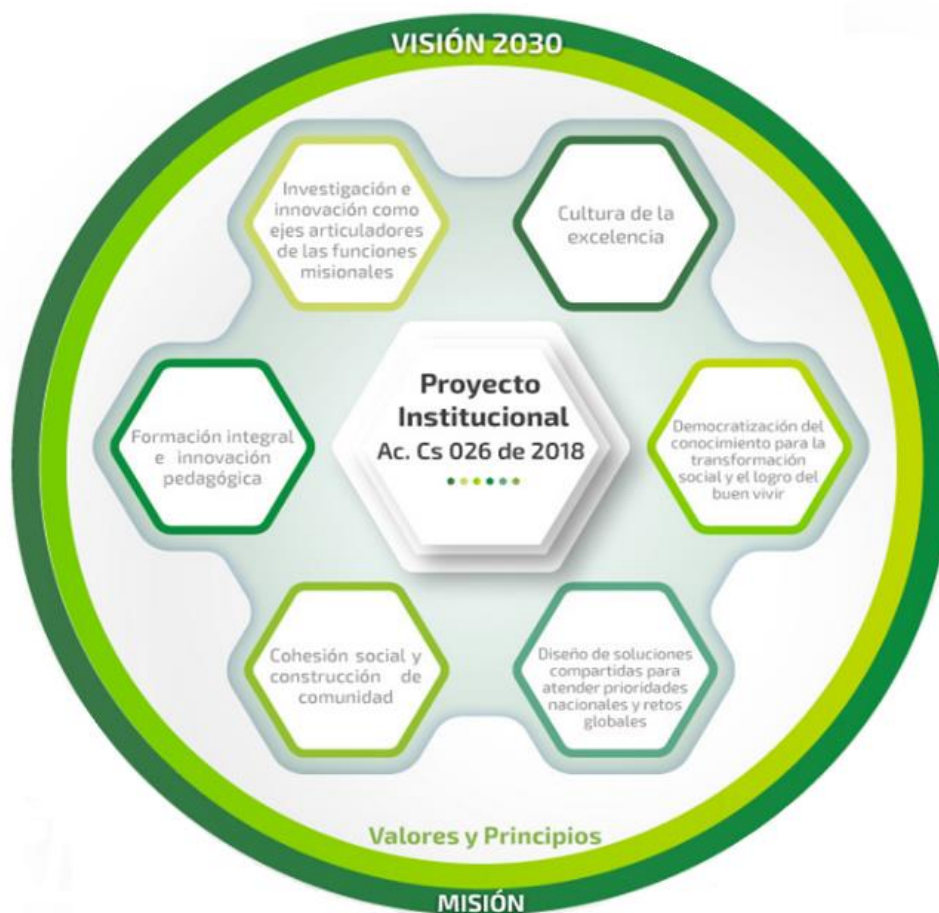 VISIÓN 2030
Investigación e
innovación como
ejes articuladores
de las funciones
misionales
Cultura de la
excelencia
Formación integral
e innovación
pedagógica
Proyecto
Institucional
Ac. Cs 026 de 2018
Democratización del
conocimiento para la
transformación
social y el logro del
buen vivir
Cohesión social y
construcción de
comunidad
Diseño de soluciones
compartidas para
atender prioridades
nacionales y retos
globales
Valores y Principios
MISIÓN